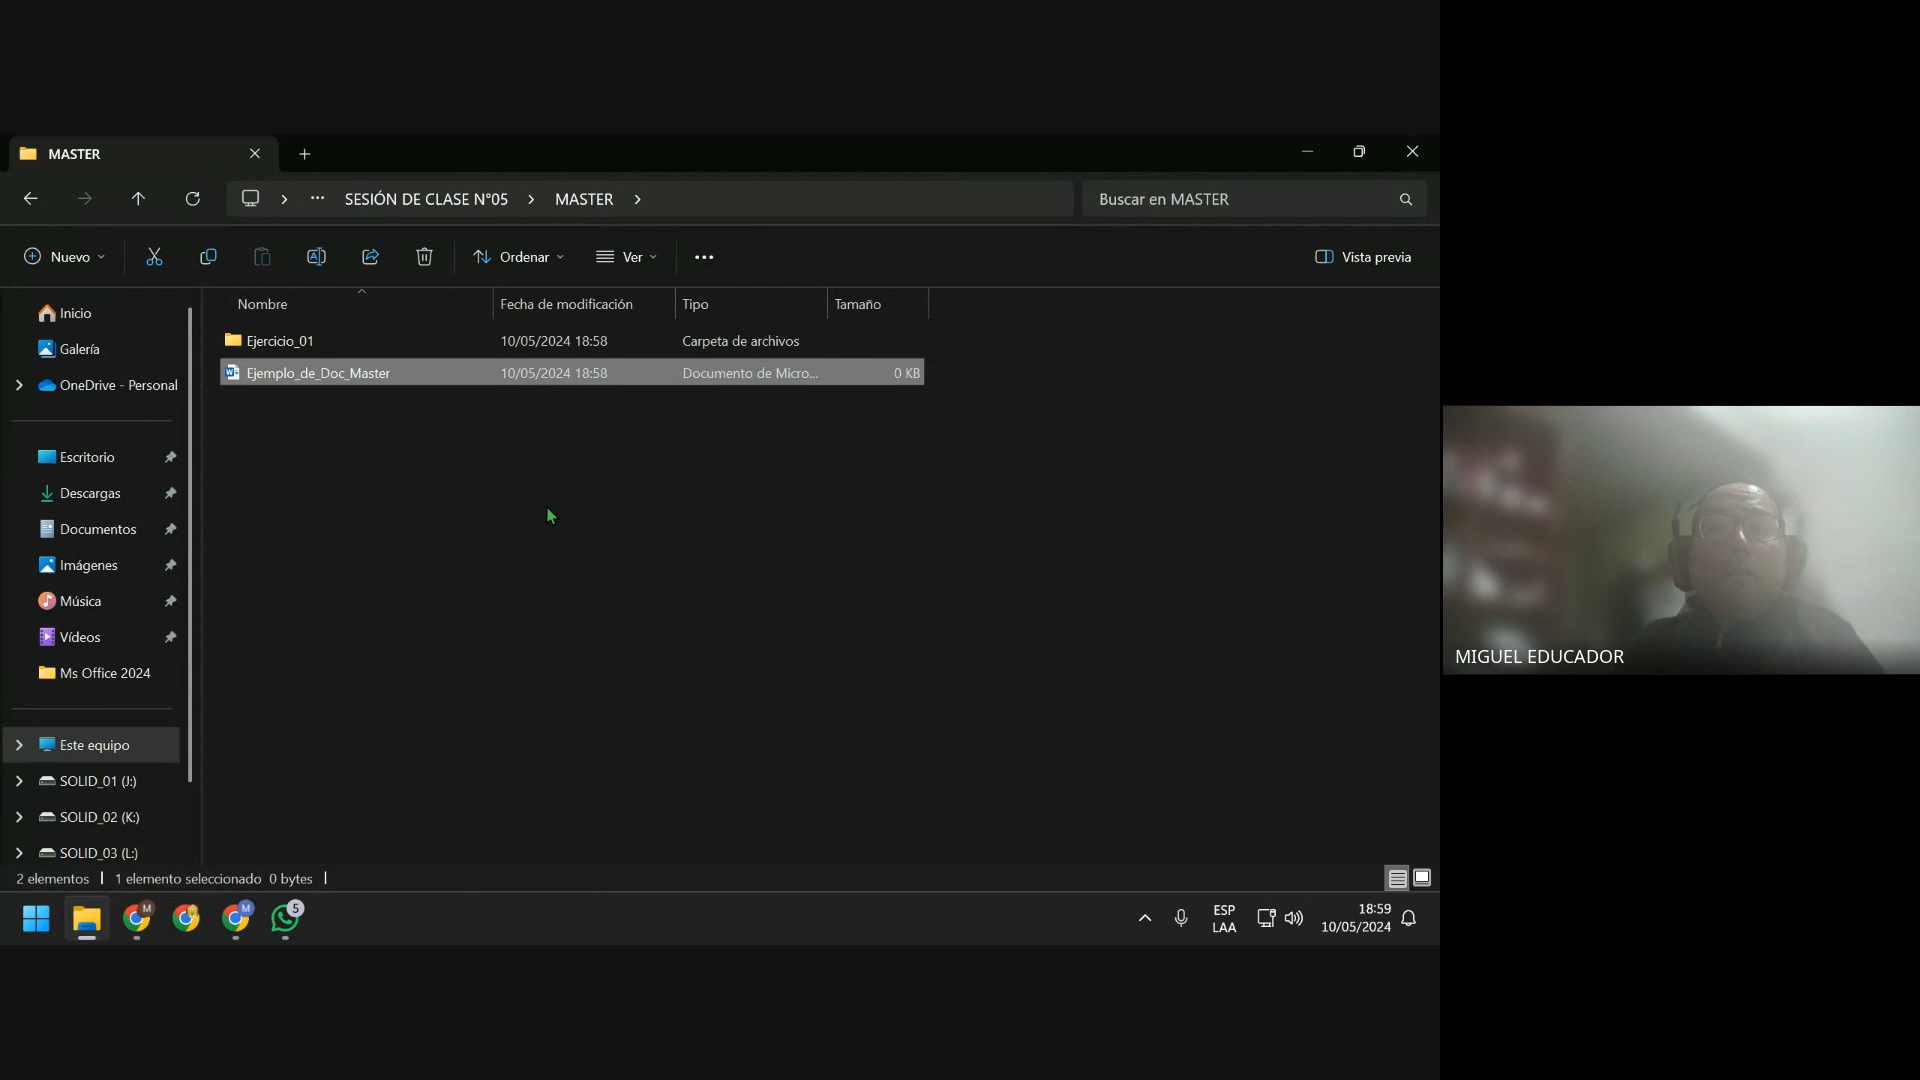 MASTER
SESIÓN DE CLASE N°05 MASTER
Buscar en MASTER
Nuevo
Ordenar
Ver
Vista previa
Nombre Fecha de modificación Tipo Tamaño
Ejercicio_01 10/05/2024 18:58 Carpeta de archivos
Ejemplo_de_Doc_Master 10/05/2024 18:58 Documento de Micro... 0 KB
Inicio
Galería
OneDrive - Personal
Escritorio
Descargas
Documentos
Imágenes
Música
Vídeos
Ms Office 2024
Este equipo
SOLID_01 (J:)
SOLID_02 (K:)
SOLID_03 (L:)
2 elementos 1 elemento seleccionado 0 bytes
M
M
5
ESP
LAA
18:59
10/05/2024
MIGUEL EDUCADOR